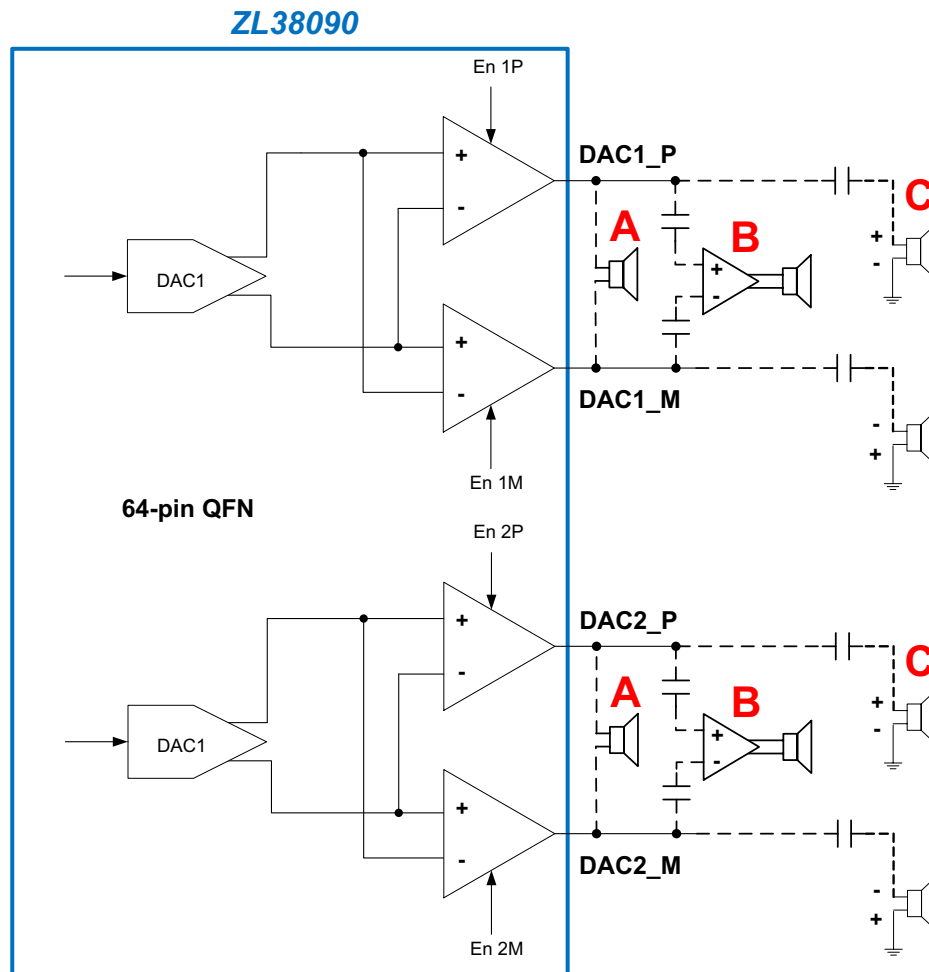 ZL38090
En 1P
DAC1_P
C
+
A
+
B
-
+
-
DAC1
+
-
+
-
DAC1_M
-
+
En 1M
64-pin QFN
En 2P
DAC2_P
C
+
A
+
B
-
+
-
DAC1
+
-
+
-
DAC2_M
-
+
En 2M